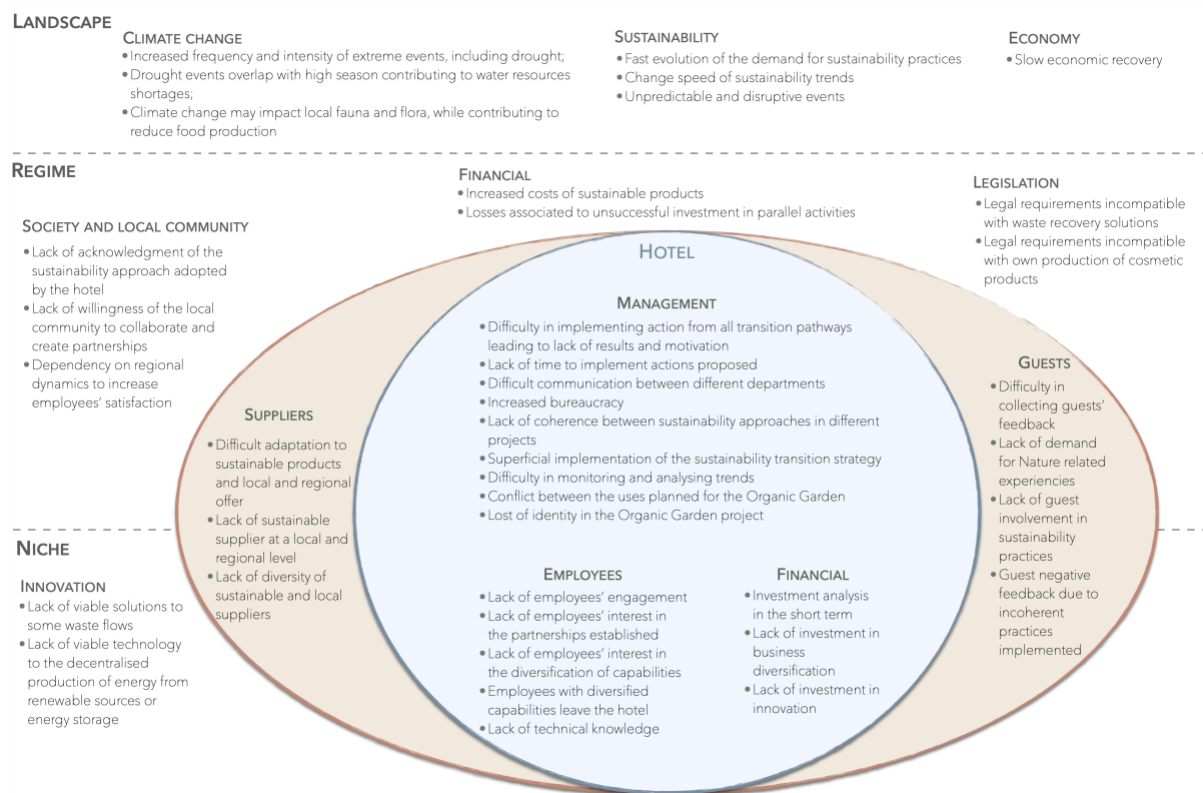 LANDSCAPE
CLIMATE CHANGE
• Increased frequency and intensity of extreme events, including drought;
• Drought events overlap with high season contributing to water resources
shortages;
• Climate change may impact local fauna and flora, while contributing to
reduce food production
SUSTAINABILITY
• Fast evolution of the demand for sustainability practices
• Change speed of sustainability trends
• Unpredictable and disruptive events
ECONOMY
• Slow economic recovery
REGIME
FINANCIAL
• Increased costs of sustainable products
• Losses associated to unsuccessful investment in parallel activities
LEGISLATION
• Legal requirements incompatible
with waste recovery solutions
• Legal requirements incompatible
with own production of cosmetic
products
SOCIETY AND LOCAL COMMUNITY
• Lack of acknowledgment of the
sustainability approach adopted
by the hotel
• Lack of willingness of the local
community to collaborate and
create partnerships
• Dependency on regional
dynamics to increase
employees' satisfaction
HOTEL
MANAGEMENT
• Difficulty in implementing action from all transition pathways
leading to lack of results and motivation
• Lack of time to implement actions proposed
• Difficult communication between different departments
• Increased bureaucracy
• Lack of coherence between sustainability approaches in different
projects
• Superficial implementation of the sustainability transition strategy
• Difficulty in monitoring and analysing trends
• Conflict between the uses planned for the Organic Garden
• Lost of identity in the Organic Garden project
SUPPLIERS
• Difficult adaptation to
sustainable products
and local and regional
offer
• Lack of sustainable
supplier at a local and
regional level
• Lack of diversity of
sustainable and local
suppliers
GUESTS
• Difficulty in
collecting guests'
feedback
• Lack of demand
for Nature related
experiencies
• Lack of guest
involvement in
sustainability
practices
• Guest negative
feedback due to
incoherent
practices
implemented
EMPLOYEES
• Lack of employees' engagement
• Lack of employees' interest in
the partnerships established
• Lack of employees' interest in
the diversification of capabilities
• Employees with diversified
capabilities leave the hotel
• Lack of technical knowledge
FINANCIAL
• Investment analysis
in the short term
• Lack of investment in
business
diversification
• Lack of investment in
innovation
NICHE
INNOVATION
• Lack of viable solutions to
some waste flows
• Lack of viable technology
to the decentralised
production of energy from
renewable sources or
energy storage